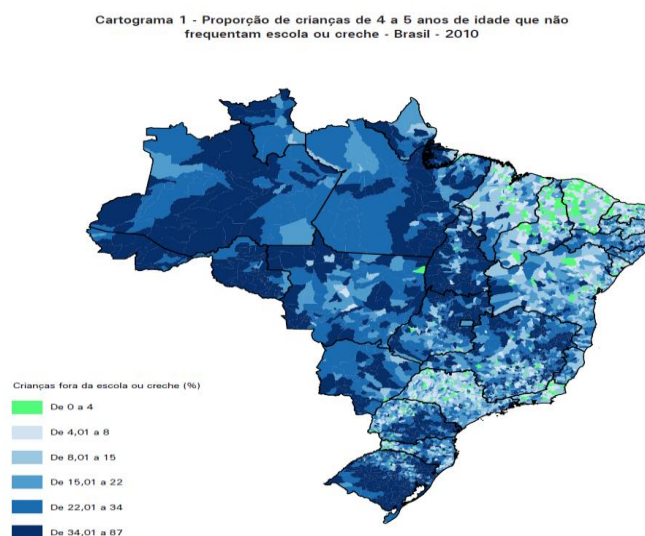 Cartograma 1 - Proporção de crianças de 4 a 5 anos de idade que não
frequentam escola ou creche - Brasil - 2010
Crianças fora da escola ou creche (%)
De 0 a 4
De 4,01 a 8
De 8,01 a 15
De 15,01 a 22
De 22,01 a 34
De 34,01 a 87